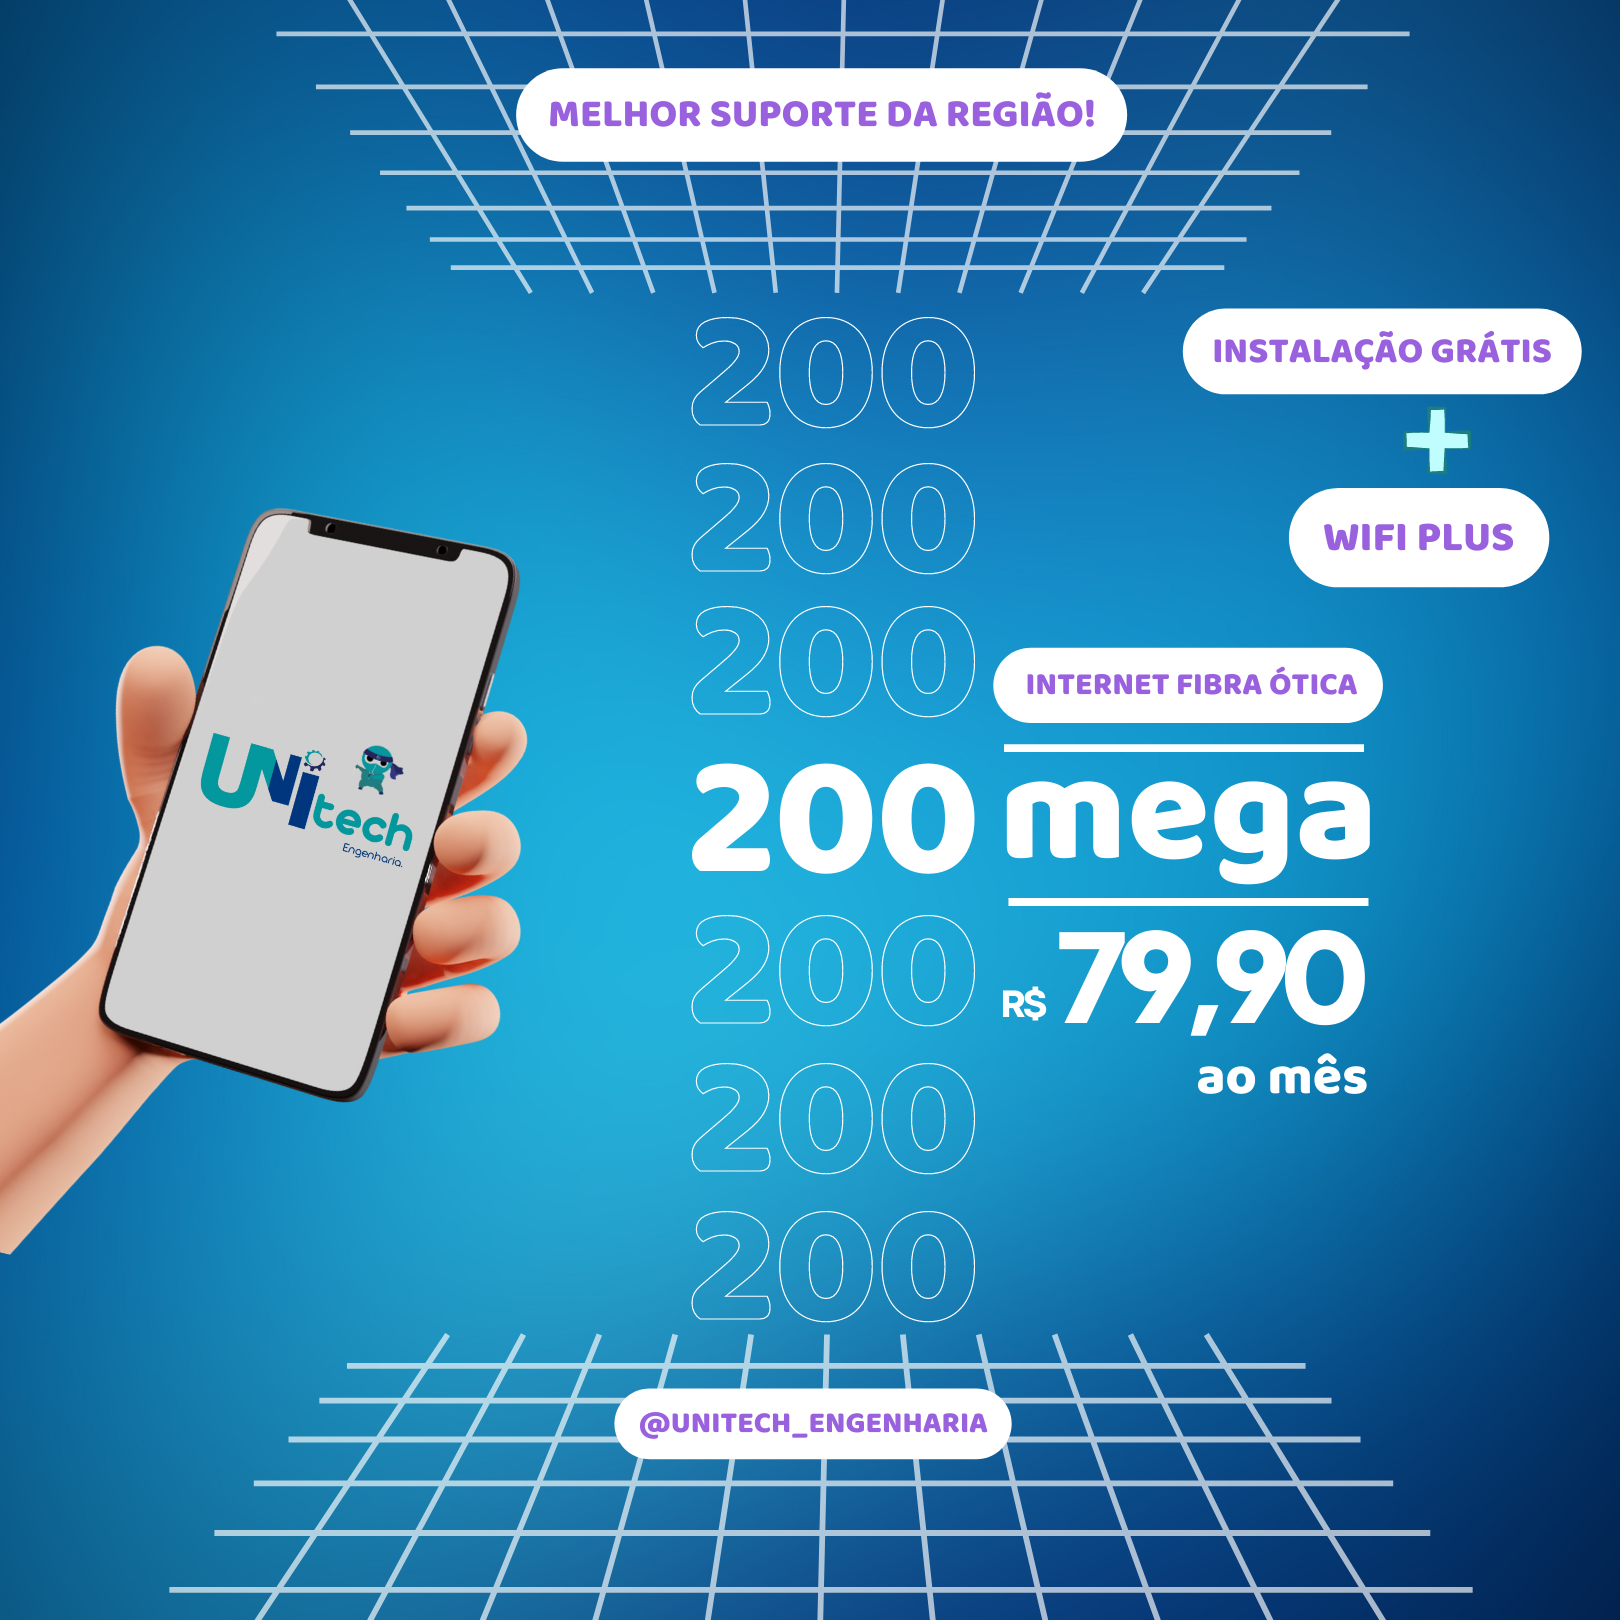 MELHOR SUPORTE DA REGIÃO!
200
INSTALAÇÃO GRÁTIS
+
200
WIFI PLUS
200
INTERNET FIBRA ÓTICA
UNitech
Engenharia.
200 mega
200
R$ 79,90
ao mês
200
200
@UNITECH_ENGENHARIA